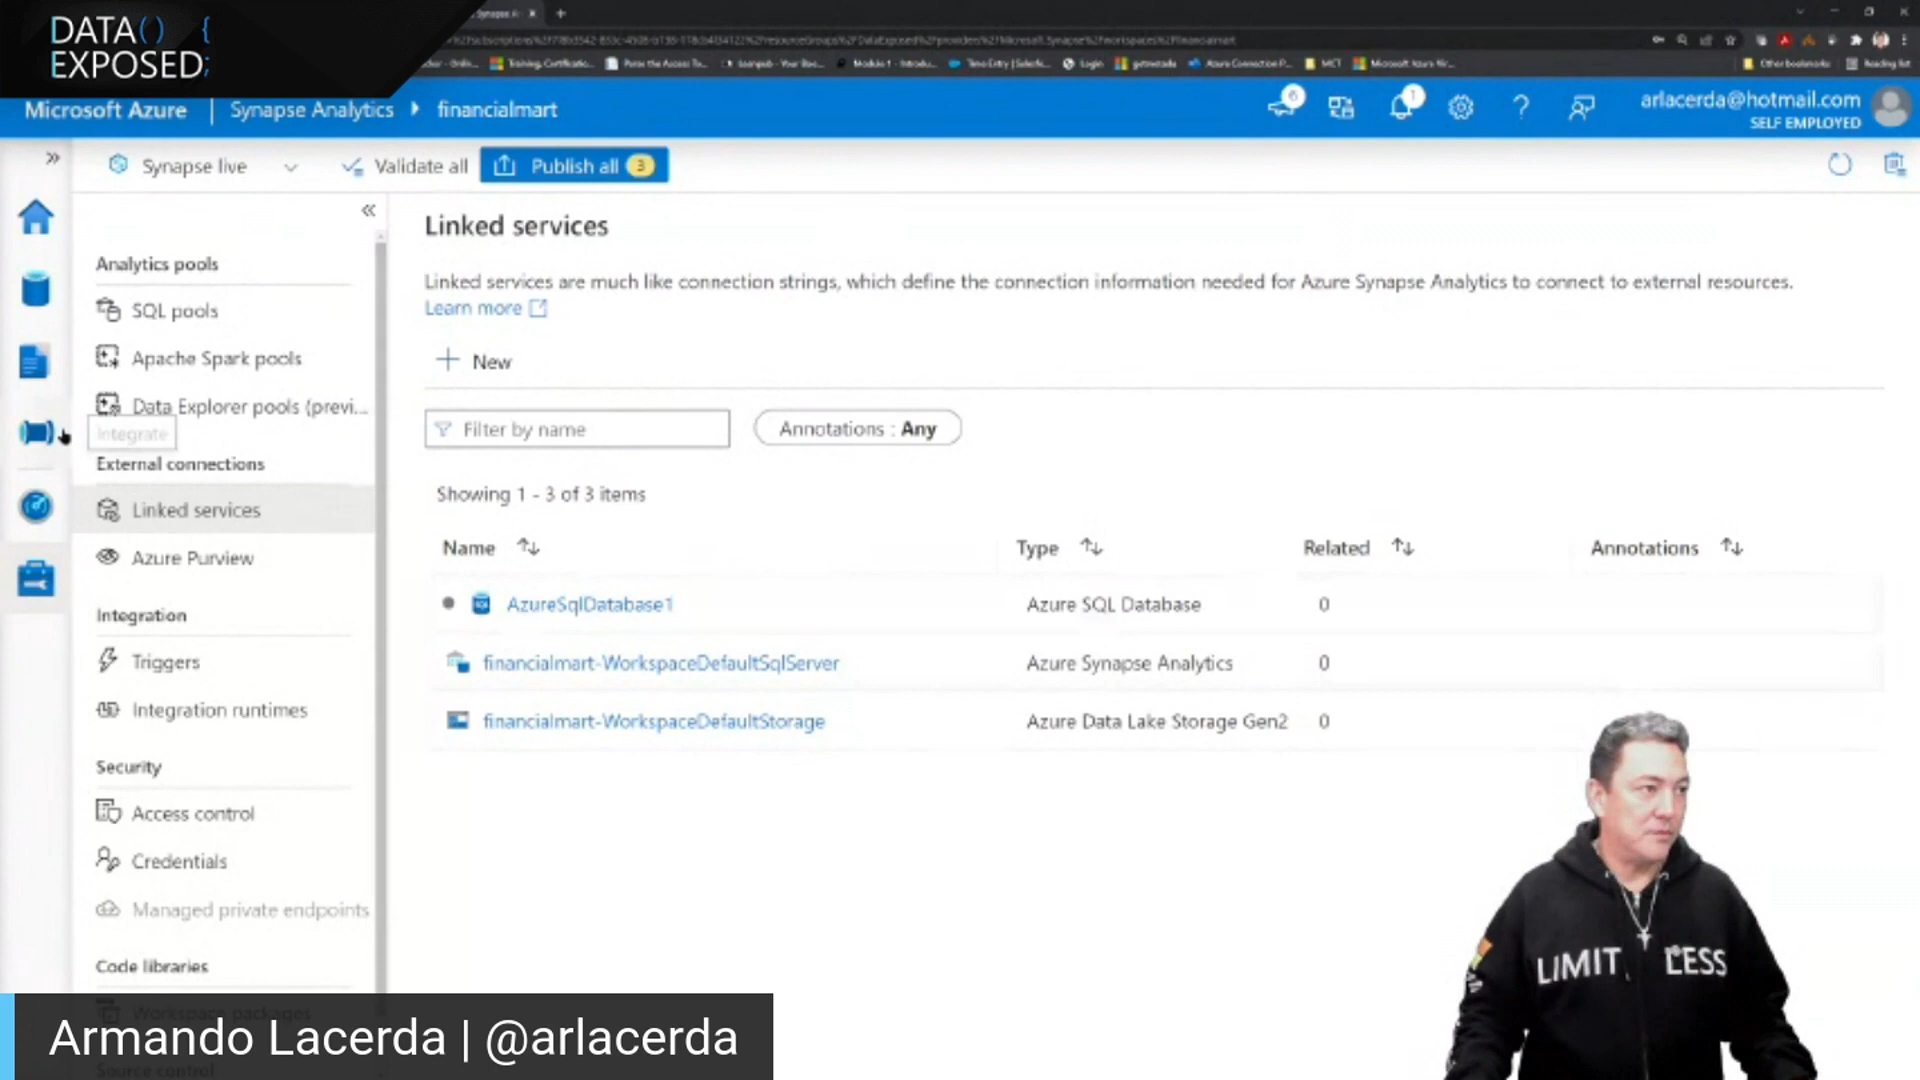 DATA() {
EXPOSED;
Microsoft Azure | Synapse Analytics financialmart
6
1
arlacerda@hotmail.com
SELF EMPLOYED
Synapse live
Validate all
Publish all 3
Analytics pools
SQL pools
Apache Spark pools
Data Explorer pools (previ...
Integrate
External connections
Linked services
Azure Purview
Integration
Triggers
Integration runtimes
Security
Access control
Credentials
Managed private endpoints
Code libraries
Workspace packages
Source control
Linked services
Linked services are much like connection strings, which define the connection information needed for Azure Synapse Analytics to connect to external resources.
Learn more
New
Filter by name
Annotations : Any
Showing 1 - 3 of 3 items
Name Type Related Annotations
AzureSqlDatabase1 Azure SQL Database 0
financialmart-WorkspaceDefaultSqlServer Azure Synapse Analytics 0
financialmart-WorkspaceDefaultStorage Azure Data Lake Storage Gen2 0
LIMIT LESS
Armando Lacerda | @arlacerda